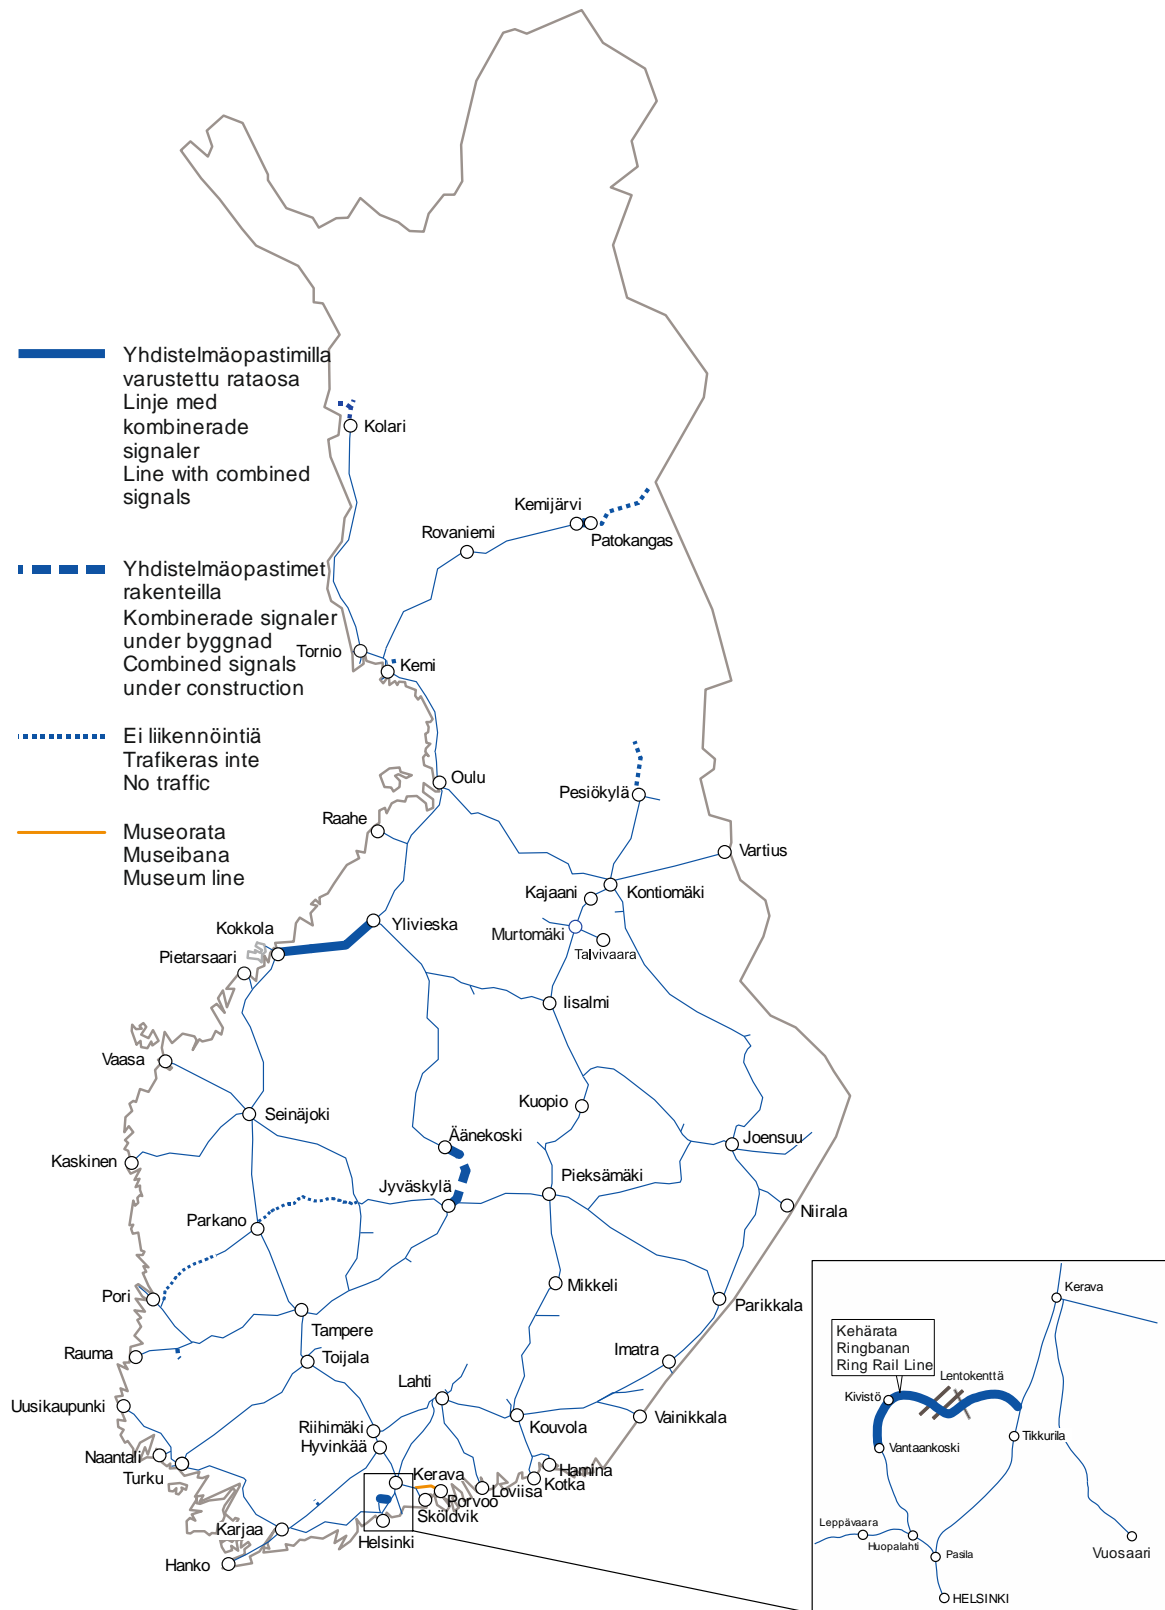 Yhdistelmäopastimilla
varustettu rataosa
Linje med
kombinerade
signaler
Line with combined
signals
Yhdistelmäopastimet
rakenteilla
Kombinerade signaler
under byggnad
Combined signals
under construction
Ei liikennöintiä
Trafikeras inte
No traffic
Museorata
Museibana
Museum line
Kolari
Kemijärvi
Patokangas
Rovaniemi
Tornio
Kemi
Oulu
Pesiökylä
Raahe
Vartius
Kajaani
Kontiomäki
Ylivieska
Kokkola
Murtomäki
Talvivaara
Pietarsaari
Iisalmi
Vaasa
Kuopio
Seinäjoki
Äänekoski
Joensuu
Kaskinen
Pieksämäki
Jyväskylä
Niirala
Parkano
Mikkeli
Pori
Parikkala
Tampere
Rauma
Toijala
Imatra
Lahti
Uusikaupunki
Riihimäki
Kouvola
Vainikkala
Hyvinkää
Naantali
Turku
Kerava
Hamina
Kotka
Loviisa
Porvoo
Sköldvik
Karjaa
Helsinki
Hanko
Kerava
Kehärata
Ringbanan
Ring Rail Line
Lentokenttä
Kivistö
Tikkurila
Vantaankoski
Leppävaara
Huopalahti
Vuosaari
Pasila
HELSINKI